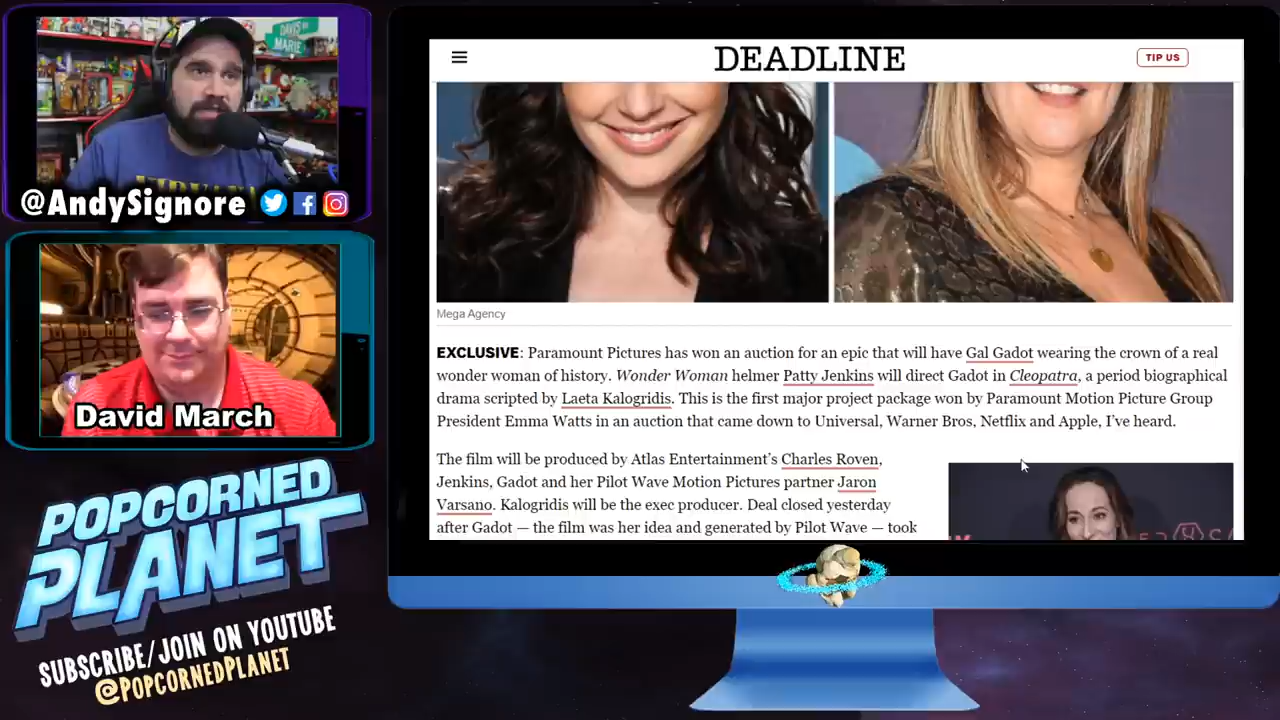 DAVIS RD
MARIE
@AndySignore
David March
POPCORNED
PLANET
SUBSCRIBE/JOIN ON YOUTUBE
@POPCORNEDPLANET
DEADLINE
TIP US
Mega Agency
EXCLUSIVE: Paramount Pictures has won an auction for an epic that will have Gal Gadot wearing the crown of a real
wonder woman of history. Wonder Woman helmer Patty Jenkins will direct Gadot in Cleopatra, a period biographical
drama scripted by Laeta Kalogridis. This is the first major project package won by Paramount Motion Picture Group
President Emma Watts in an auction that came down to Universal, Warner Bros, Netflix and Apple, I've heard.
The film will be produced by Atlas Entertainment's Charles Roven,
Jenkins, Gadot and her Pilot Wave Motion Pictures partner Jaron
Varsano. Kalogridis will be the exec producer. Deal closed yesterday
after Gadot — the film was her idea and generated by Pilot Wave — took